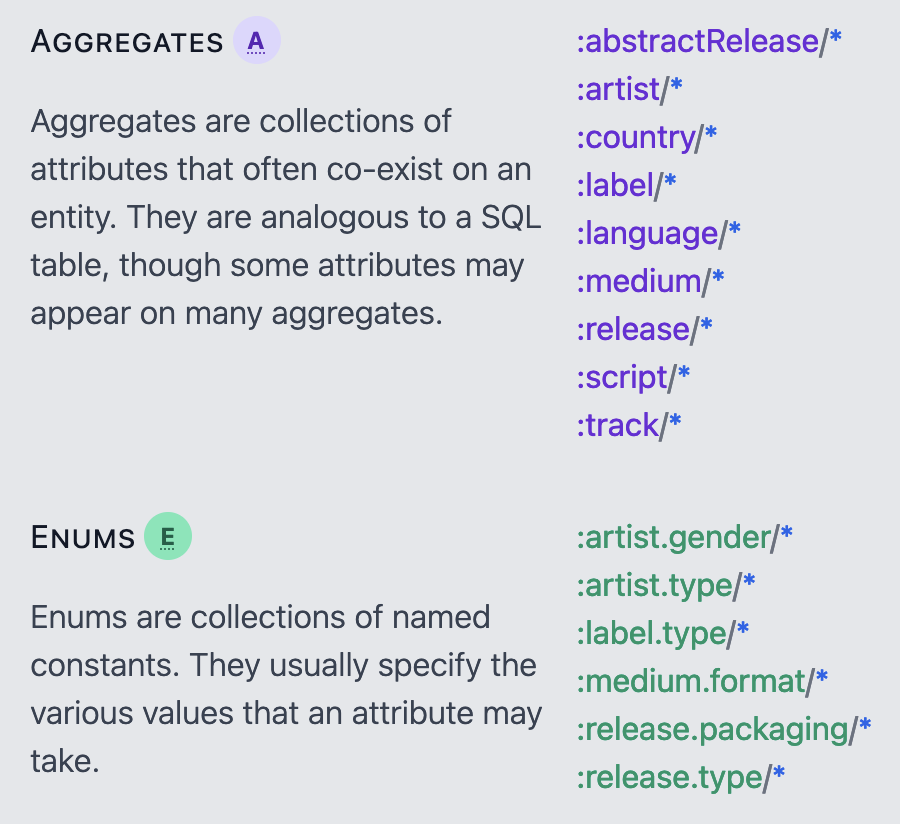 AGGREGATES A
Aggregates are collections of
attributes that often co-exist on an
entity. They are analogous to a SQL
table, though some attributes may
appear on many aggregates.
:abstractRelease/*
:artist/*
:country/*
:label/*
:language/*
:medium/*
:release/*
:script/*
:track/*
ENUMS E
Enums are collections of named
constants. They usually specify the
various values that an attribute may
take.
:artist.gender/*
:artist.type/*
:label.type/*
:medium.format/*
:release.packaging/*
:release.type/*